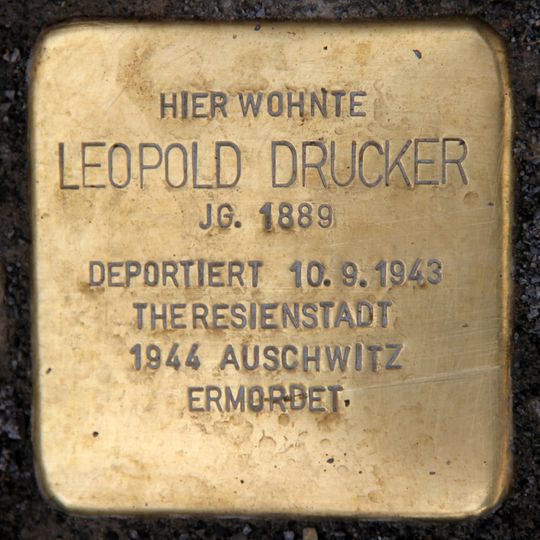 HIER WOHNTE
LEOPOLD DRUCKER
JG. 1889
DEPORTIERT 10.9.1943
THERESIENSTADT
1944 AUSCHWITZ
ERMORDET